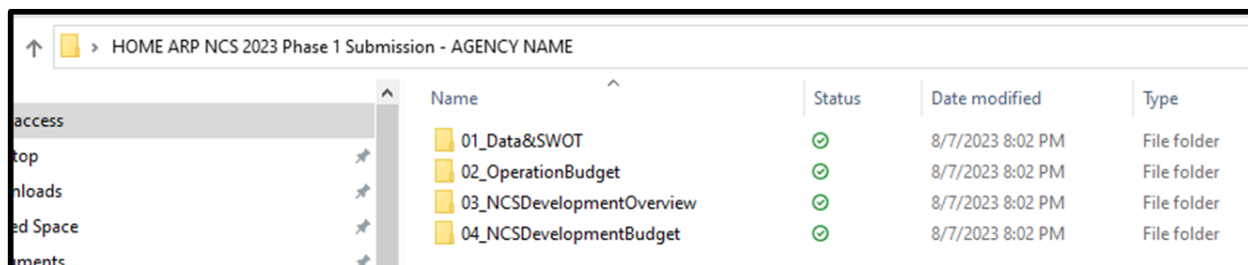 HOME ARP NCS 2023 Phase 1 Submission - AGENCY NAME
Name Status Date modified Type
access
top
nloads
ed Space
uments
01_Data&SWOT 8/7/2023 8:02 PM File folder
02_OperationBudget 8/7/2023 8:02 PM File folder
03_NCSDevelopmentOverview 8/7/2023 8:02 PM File folder
04_NCSDevelopmentBudget 8/7/2023 8:02 PM File folder